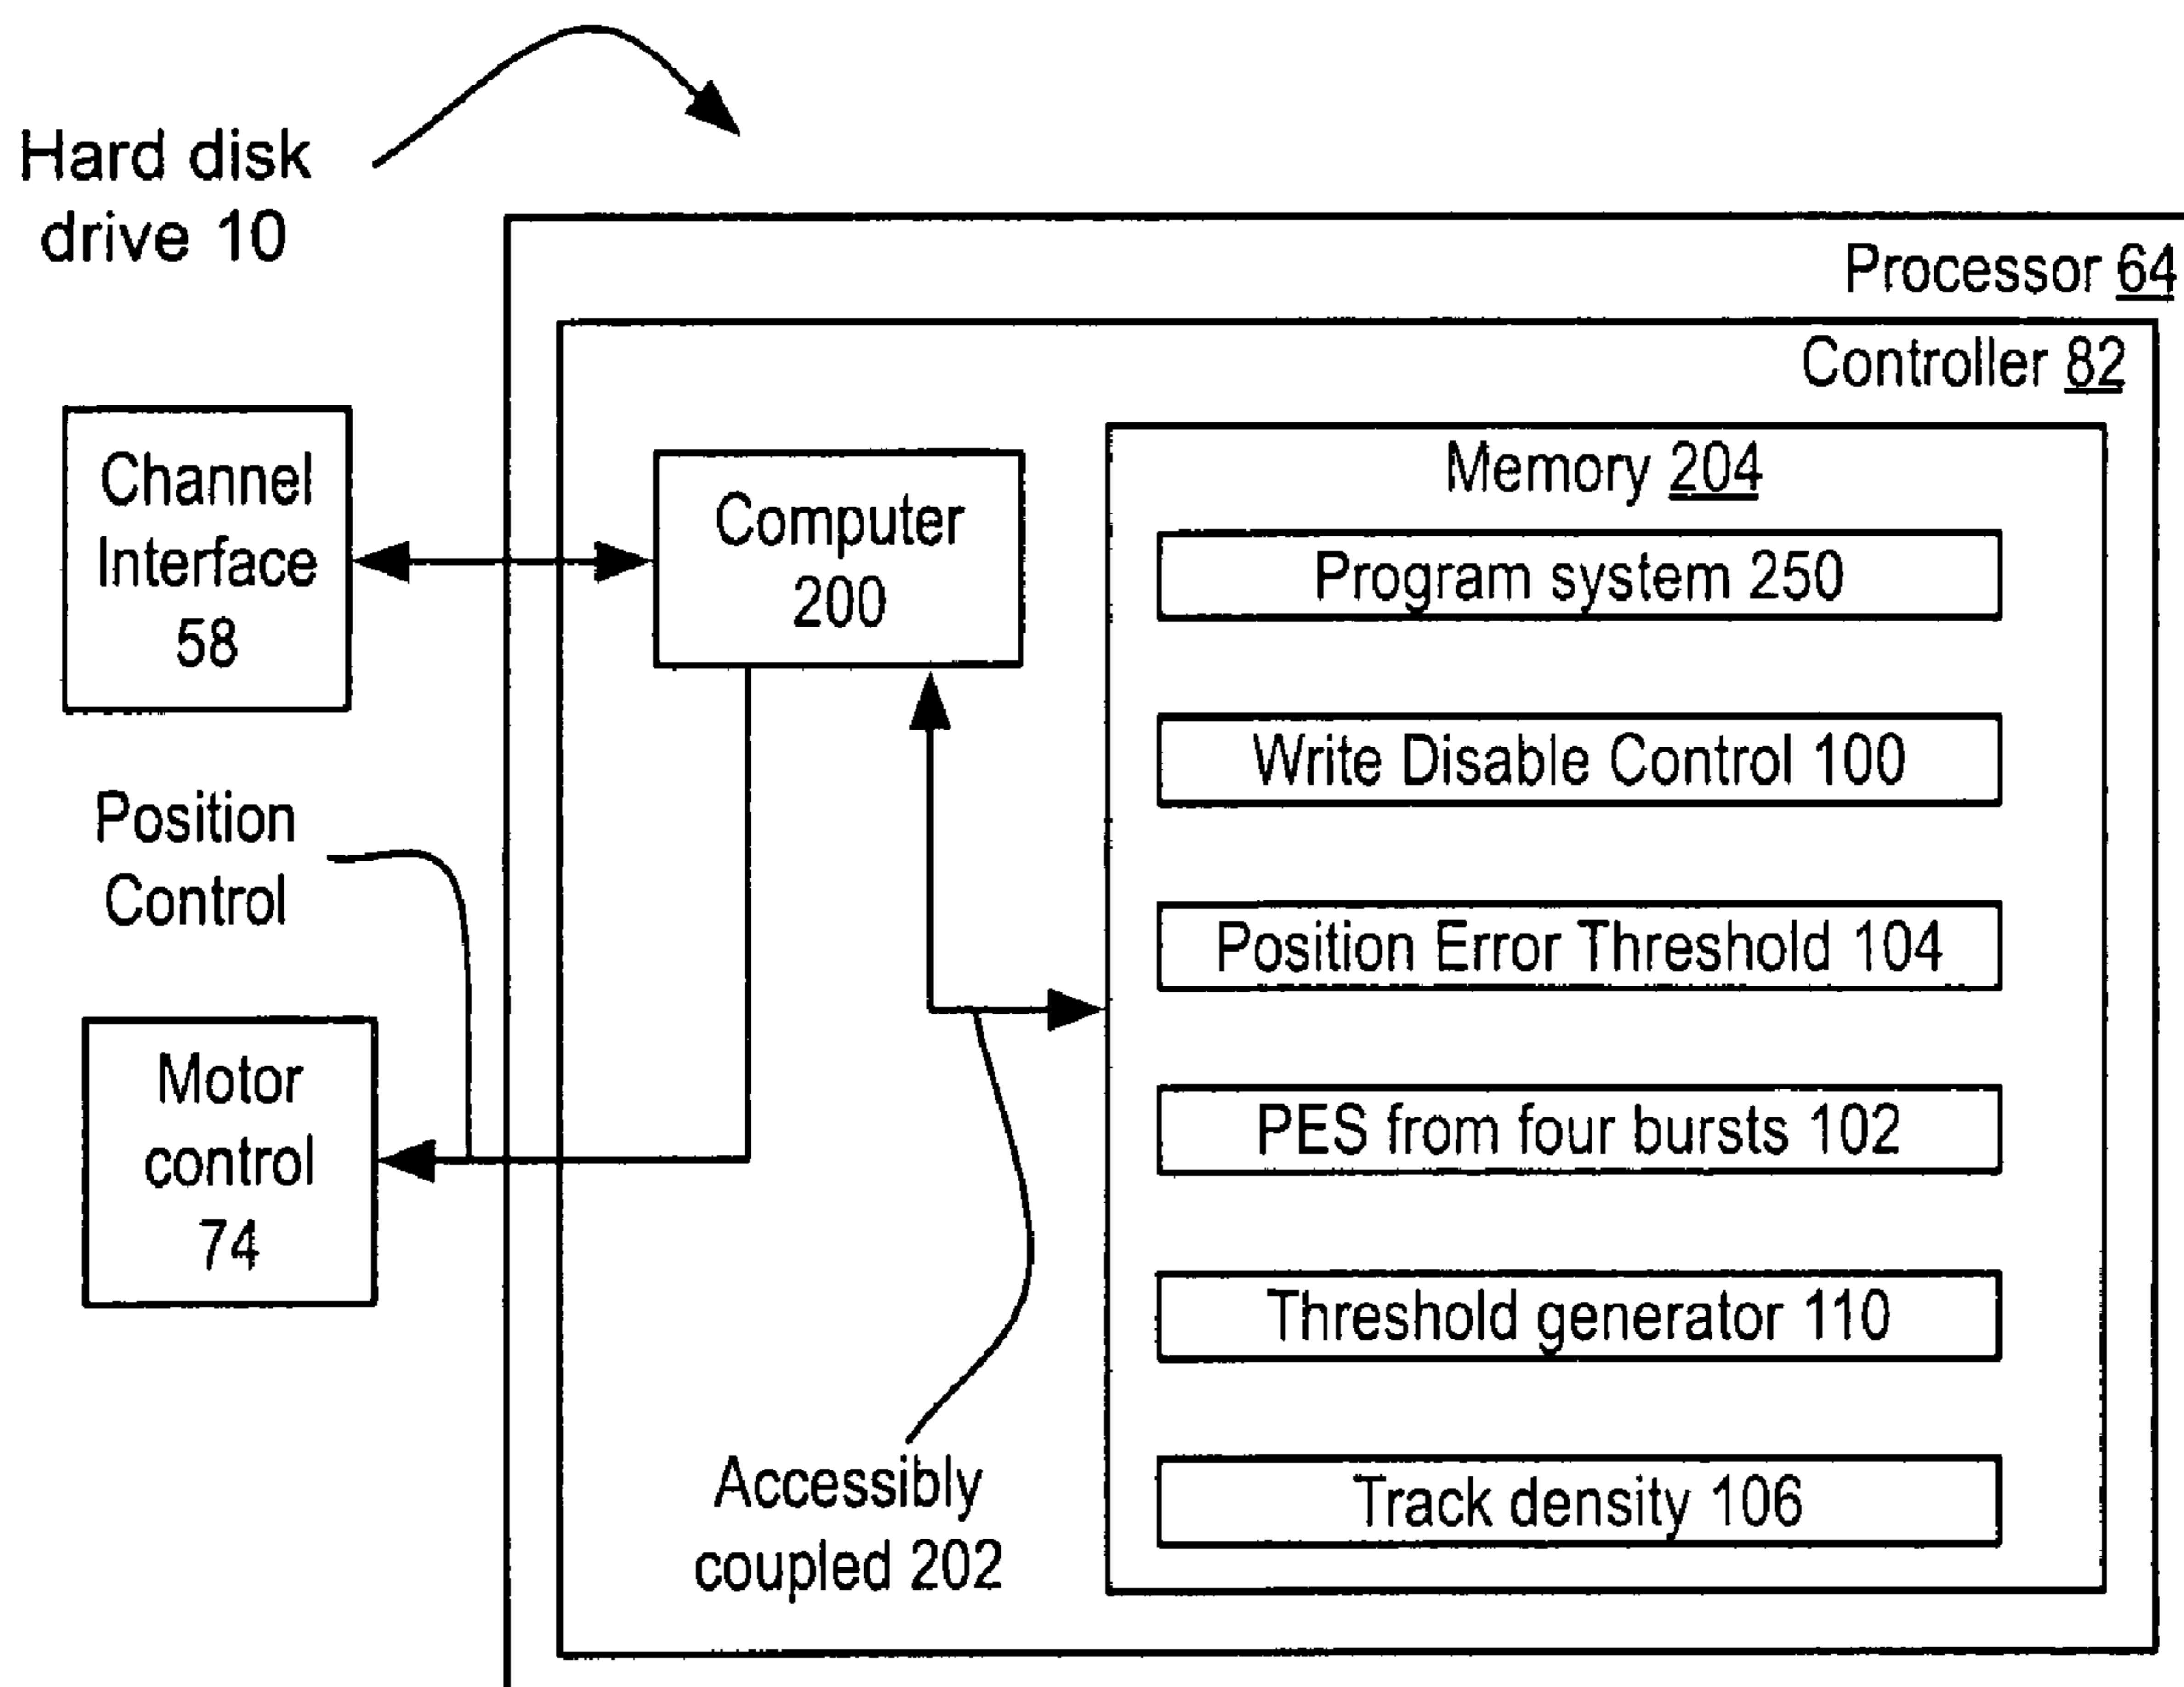 Hard disk
drive 10
Processor 64
Controller 82
Channel
Interface
58
Computer
200
Memory 204
Program system 250
Write Disable Control 100
Position
Control
Position Error Threshold 104
Motor
control
74
PES from four bursts 102
Threshold generator 110
Accessibly
coupled 202
Track density 106